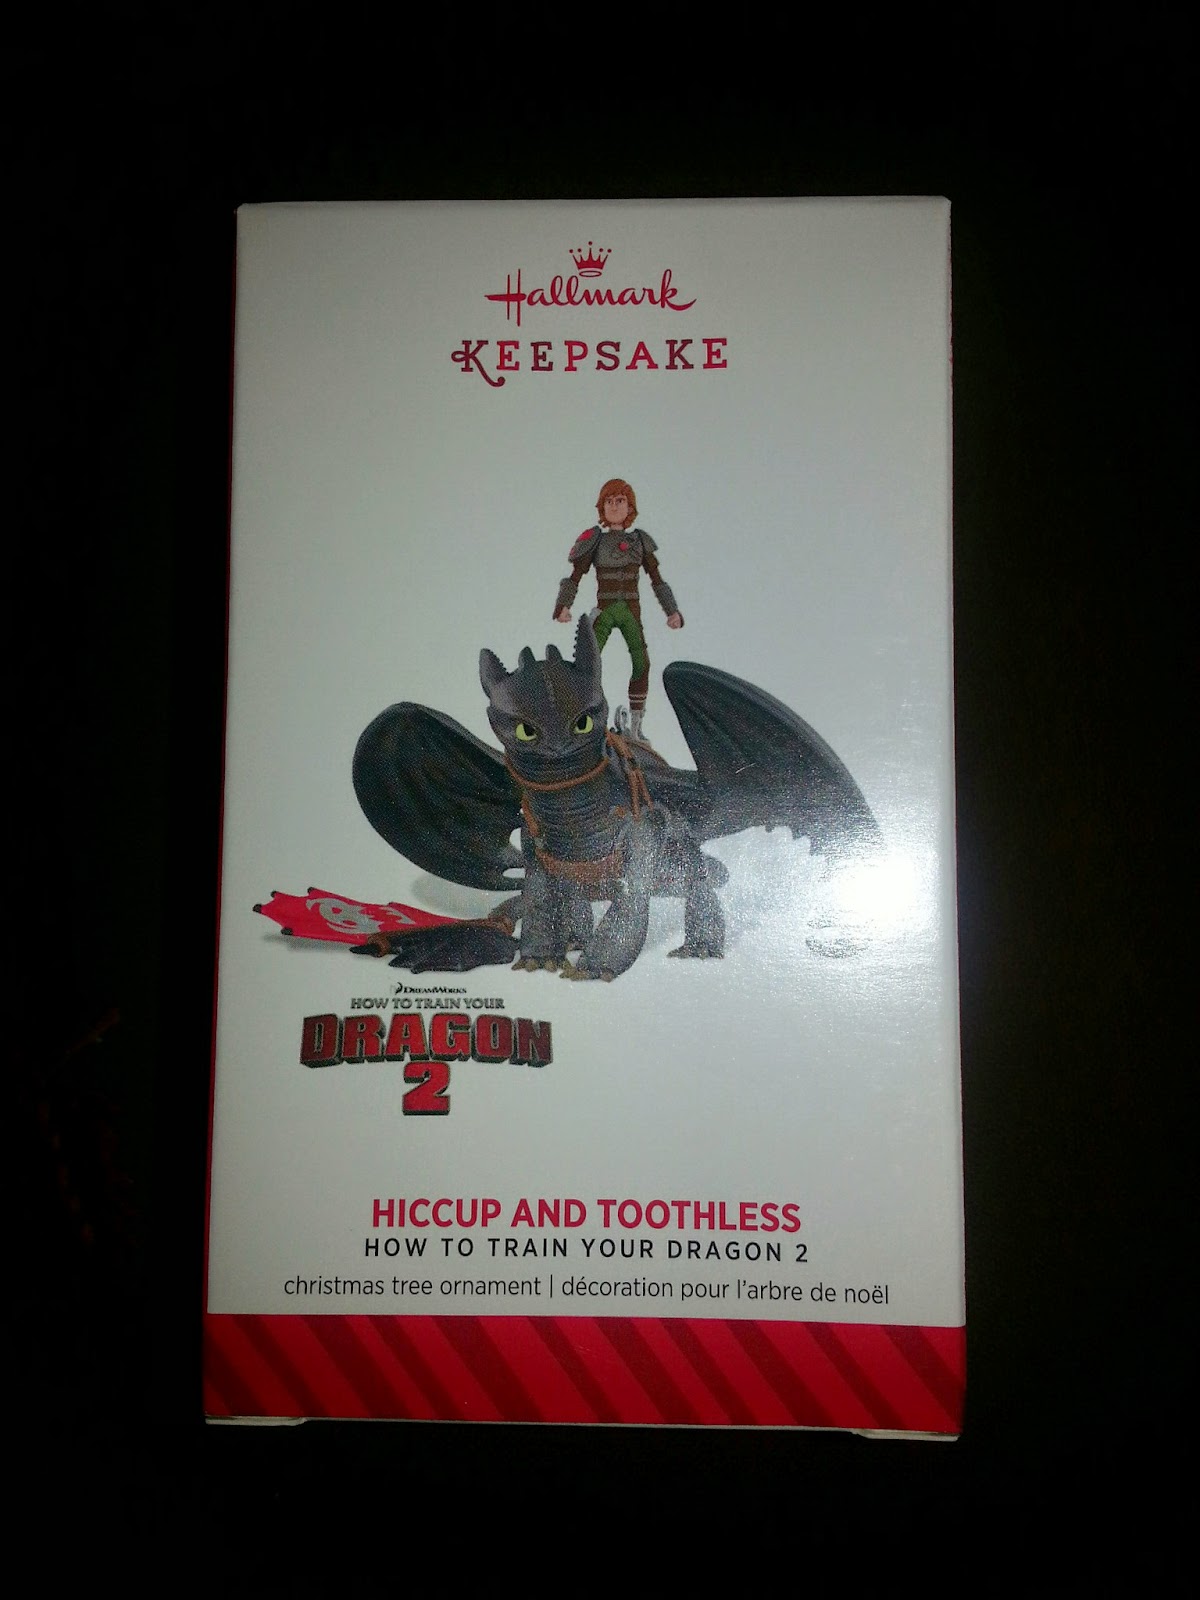 Hallmark
KEEPSAKE
DREAMWORKS
HOW TO TRAIN YOUR
DRAGON
2
HICCUP AND TOOTHLESS
HOW TO TRAIN YOUR DRAGON 2
christmas tree ornament | décoration pour l'arbre de noël